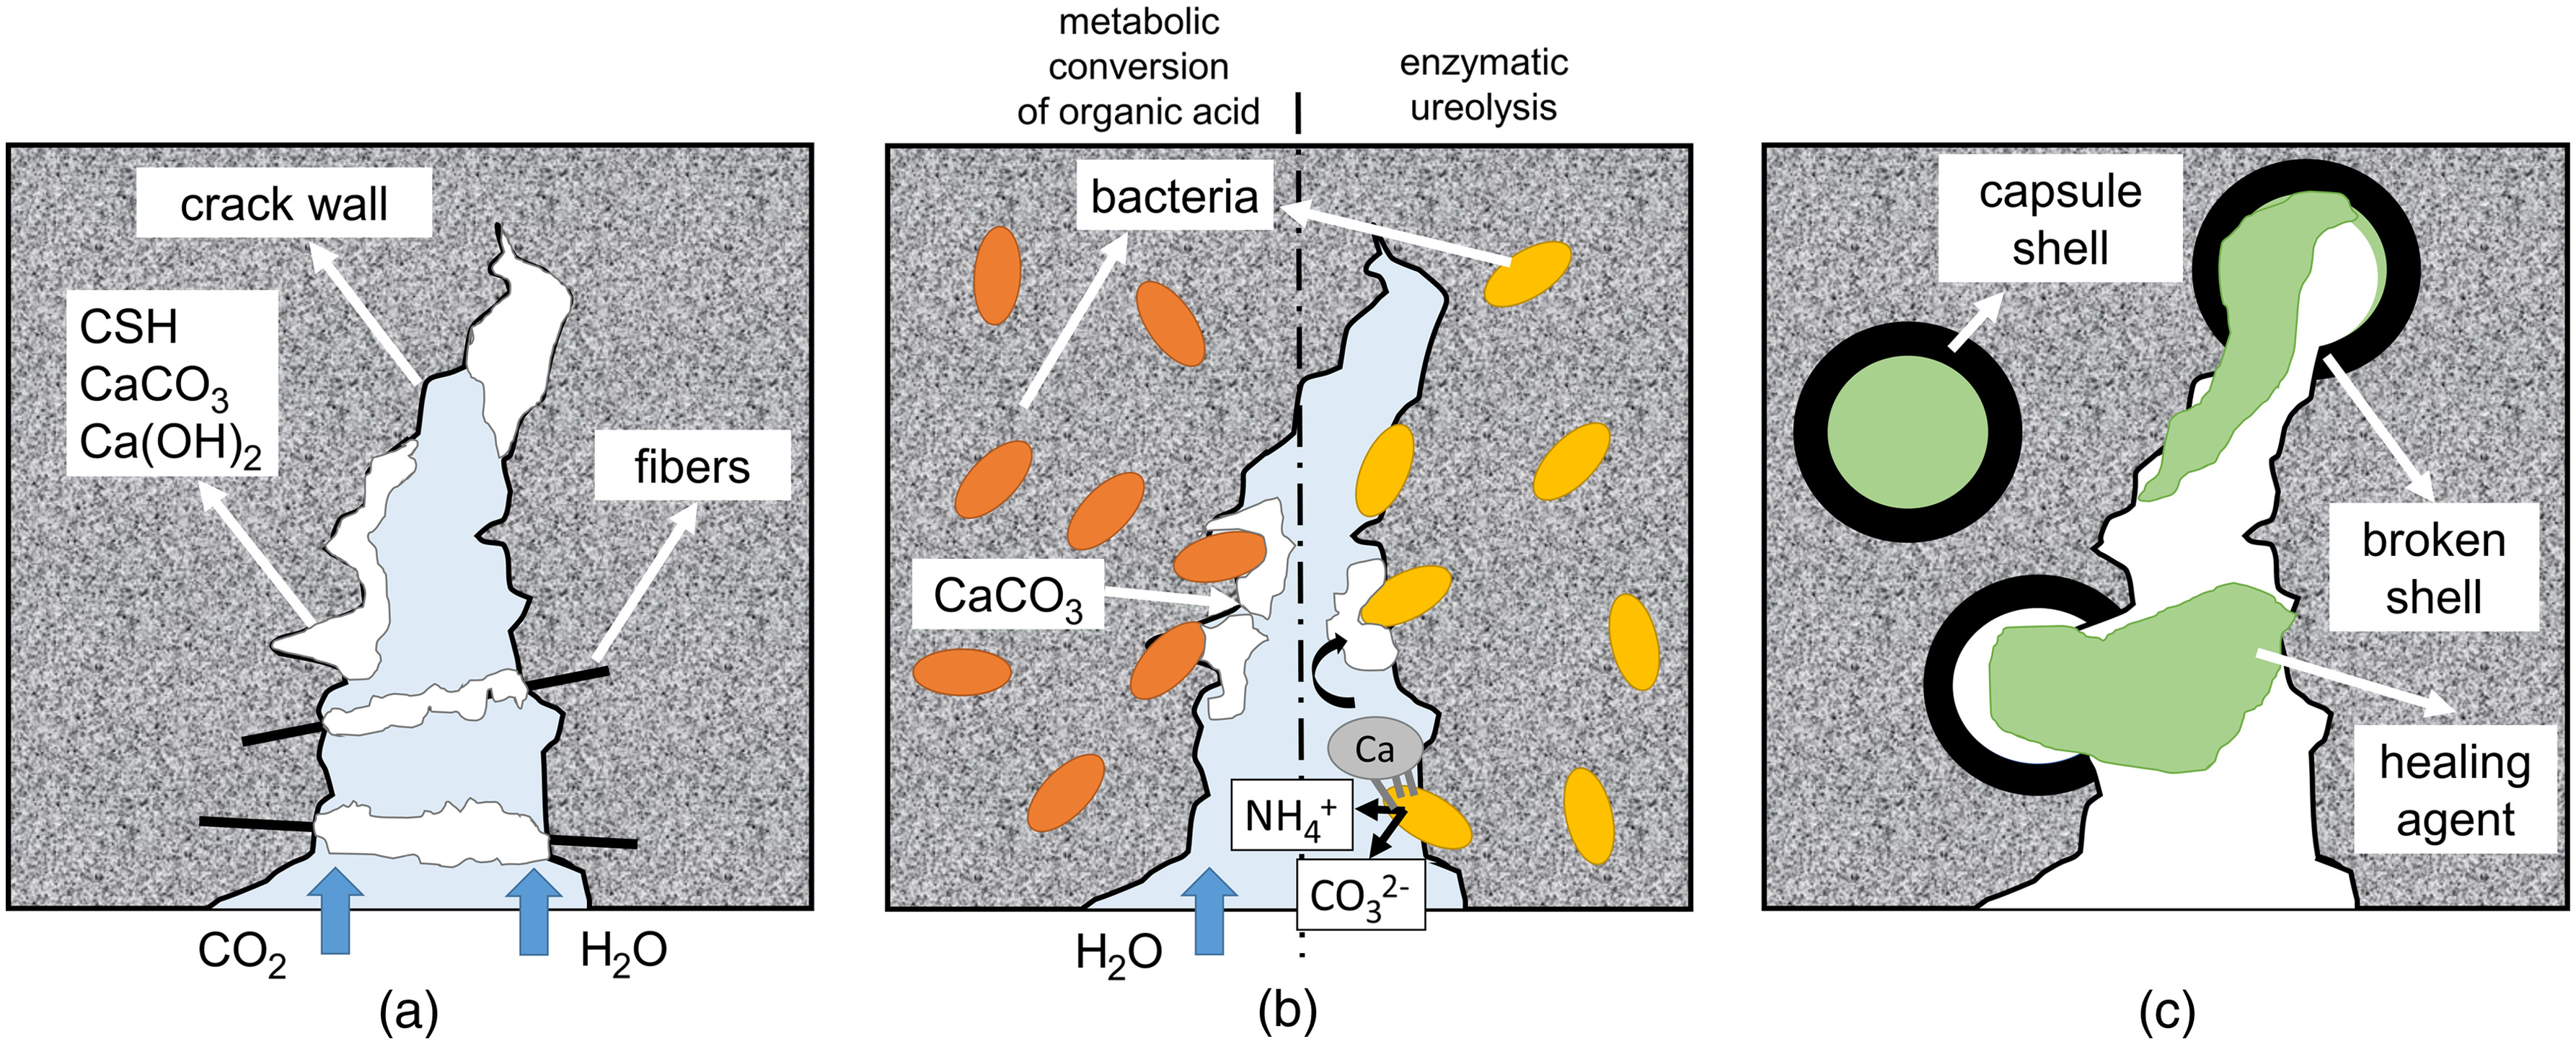 crack wall
CSH
CaCO₃
Ca(OH)₂
fibers
CO₂
H₂O
(a)
metabolic
conversion
of organic acid
enzymatic
ureolysis
bacteria
CaCO₃
Ca
NH₄⁺
CO₃²⁻
H₂O
(b)
capsule
shell
broken
shell
healing
agent
(c)